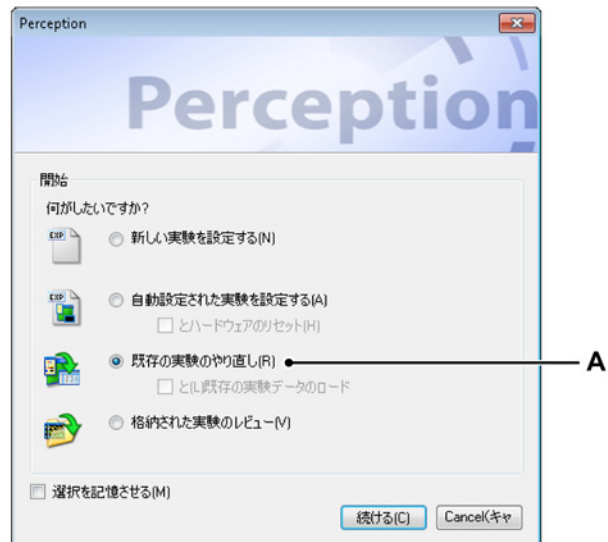 Perception
Perception
開始
何がしたいですか?
EXP
新しい実験を設定する(N)
EXP
自動設定された実験を設定する(A)
とハードウェアのリセット(H)
既存の実験のやり直し(R)
A
と(L)既存の実験データのロード
格納された実験のレビュー(V)
選択を記憶させる(M)
続ける(C)
Cancel(キャ